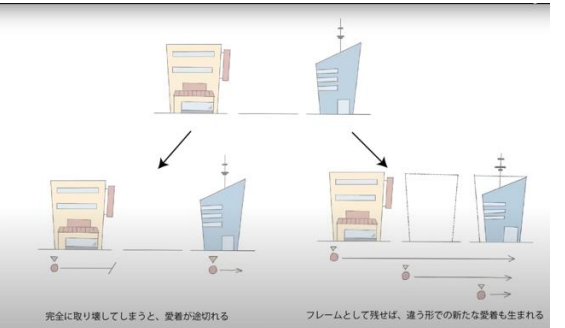 完全に取り壊してしまうと、愛着が途切れる
フレームとして残せば、違う形での新たな愛着も生まれる